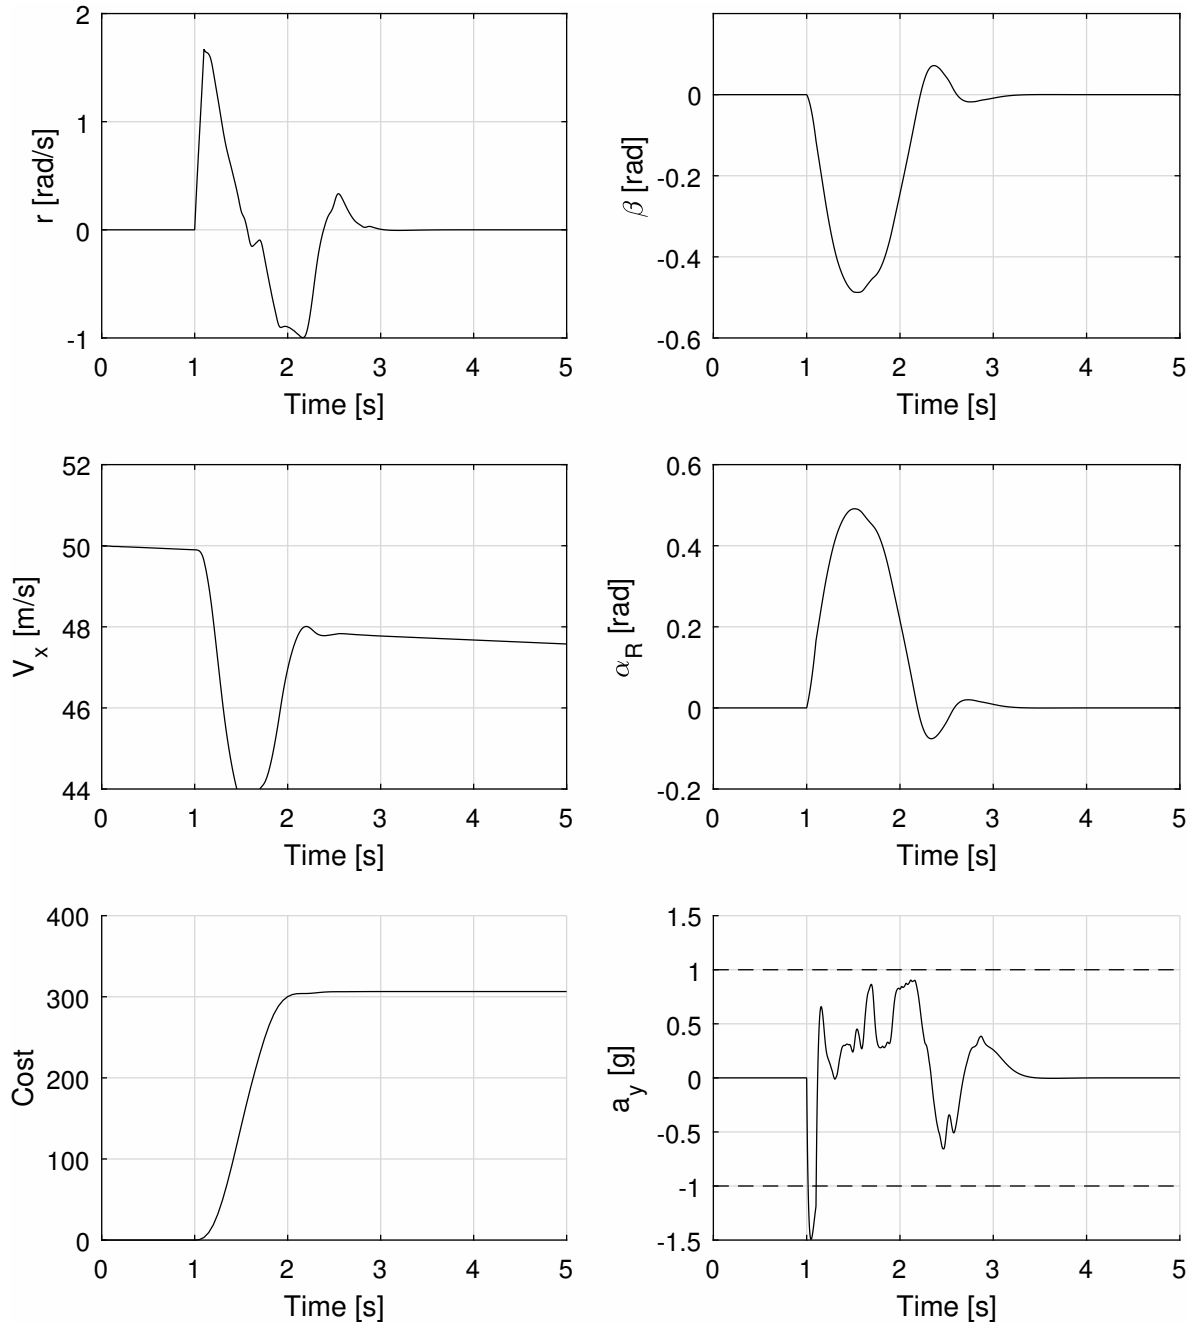 2
1
0
-1
r [rad/s]
0 1 2 3 4 5
Time [s]
0
-0.2
-0.4
-0.6
β [rad]
0 1 2 3 4 5
Time [s]
52
50
48
46
44
V_x [m/s]
0 1 2 3 4 5
Time [s]
0.6
0.4
0.2
0
-0.2
α_R [rad]
0 1 2 3 4 5
Time [s]
400
300
200
100
0
Cost
0 1 2 3 4 5
Time [s]
1.5
1
0.5
0
-0.5
-1
-1.5
a_y [g]
0 1 2 3 4 5
Time [s]